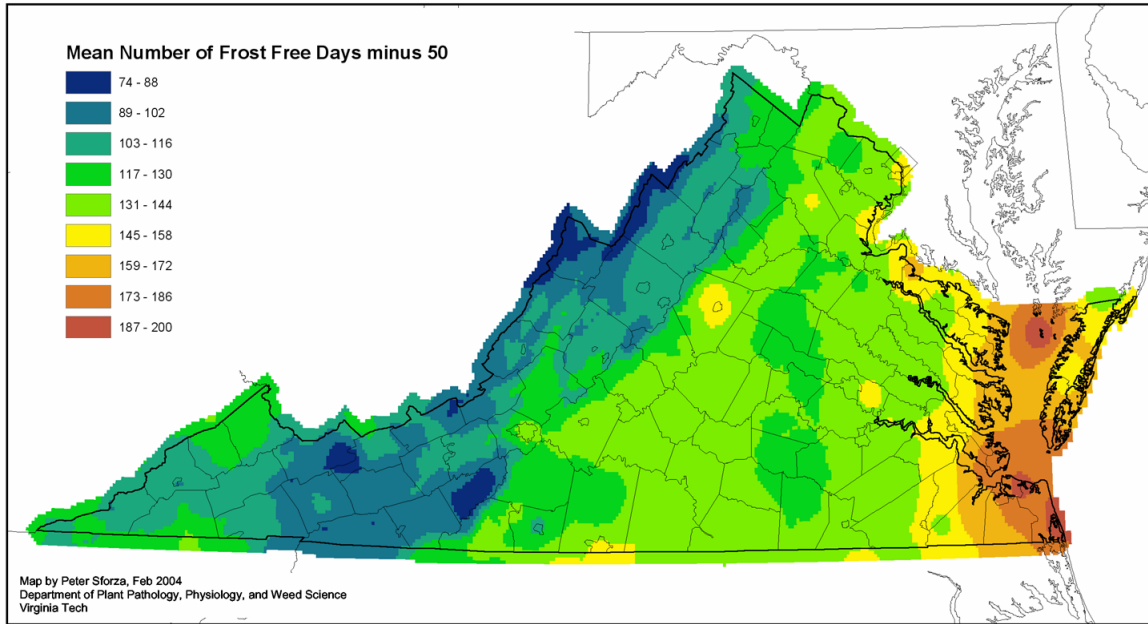 Mean Number of Frost Free Days minus 50
74 - 88
89 - 102
103 - 116
117 - 130
131 - 144
145 - 158
159 - 172
173 - 186
187 - 200
Map by Peter Sforza, Feb 2004
Department of Plant Pathology, Physiology, and Weed Science
Virginia Tech